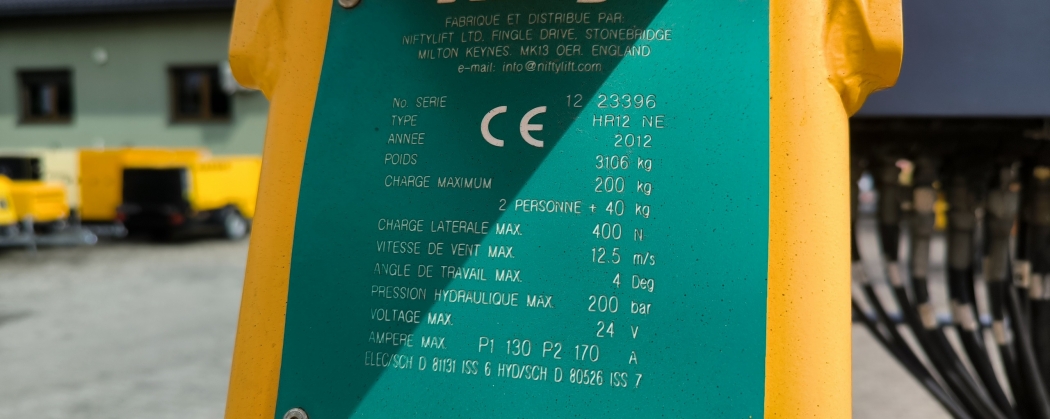 FABRIQUE ET DISTRIBUE PAR:
NIFTYLIFT LTD, FINGLE DRIVE, STONEBRIDGE
MILTON KEYNES. MK13 OER. ENGLAND
e-mail: info@niftylift.com
No. SERIE 12 23396
TYPE CE HR12 NE
ANNEE 2012
POIDS 3106 kg
CHARGE MAXIMUM 200 kg
2 PERSONNE + 40 kg
CHARGE LATERALE MAX. 400 N
VITESSE DE VENT MAX. 12.5 m/s
ANGLE DE TRAVAIL MAX. 4 Deg
PRESSION HYDRAULIQUE MAX. 200 bar
VOLTAGE MAX. 24 V
AMPERE MAX. P1 130 P2 170 A
ELEC/SCH D 81131 ISS 6 HYD/SCH D 80526 ISS 7